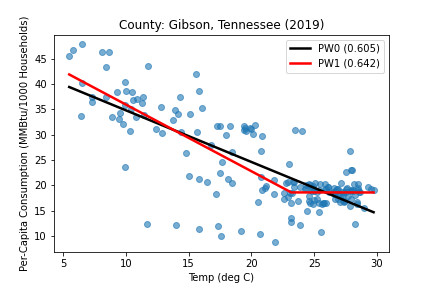 County: Gibson, Tennessee (2019)
PW0 (0.605)
PW1 (0.642)
Per-Capita Consumption (MMBtu/1000 Households)
45
40
35
30
25
20
15
10
5 10 15 20 25 30
Temp (deg C)